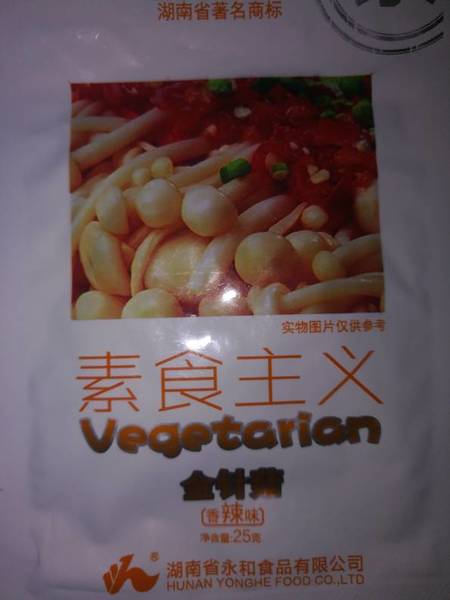 湖南省著名商标
实物图片仅供参考
素食主义
Vegetarian
金针菇
香辣味
净含量:25克
®
湖南省永和食品有限公司
HUNAN YONGHE FOOD CO.,LTD